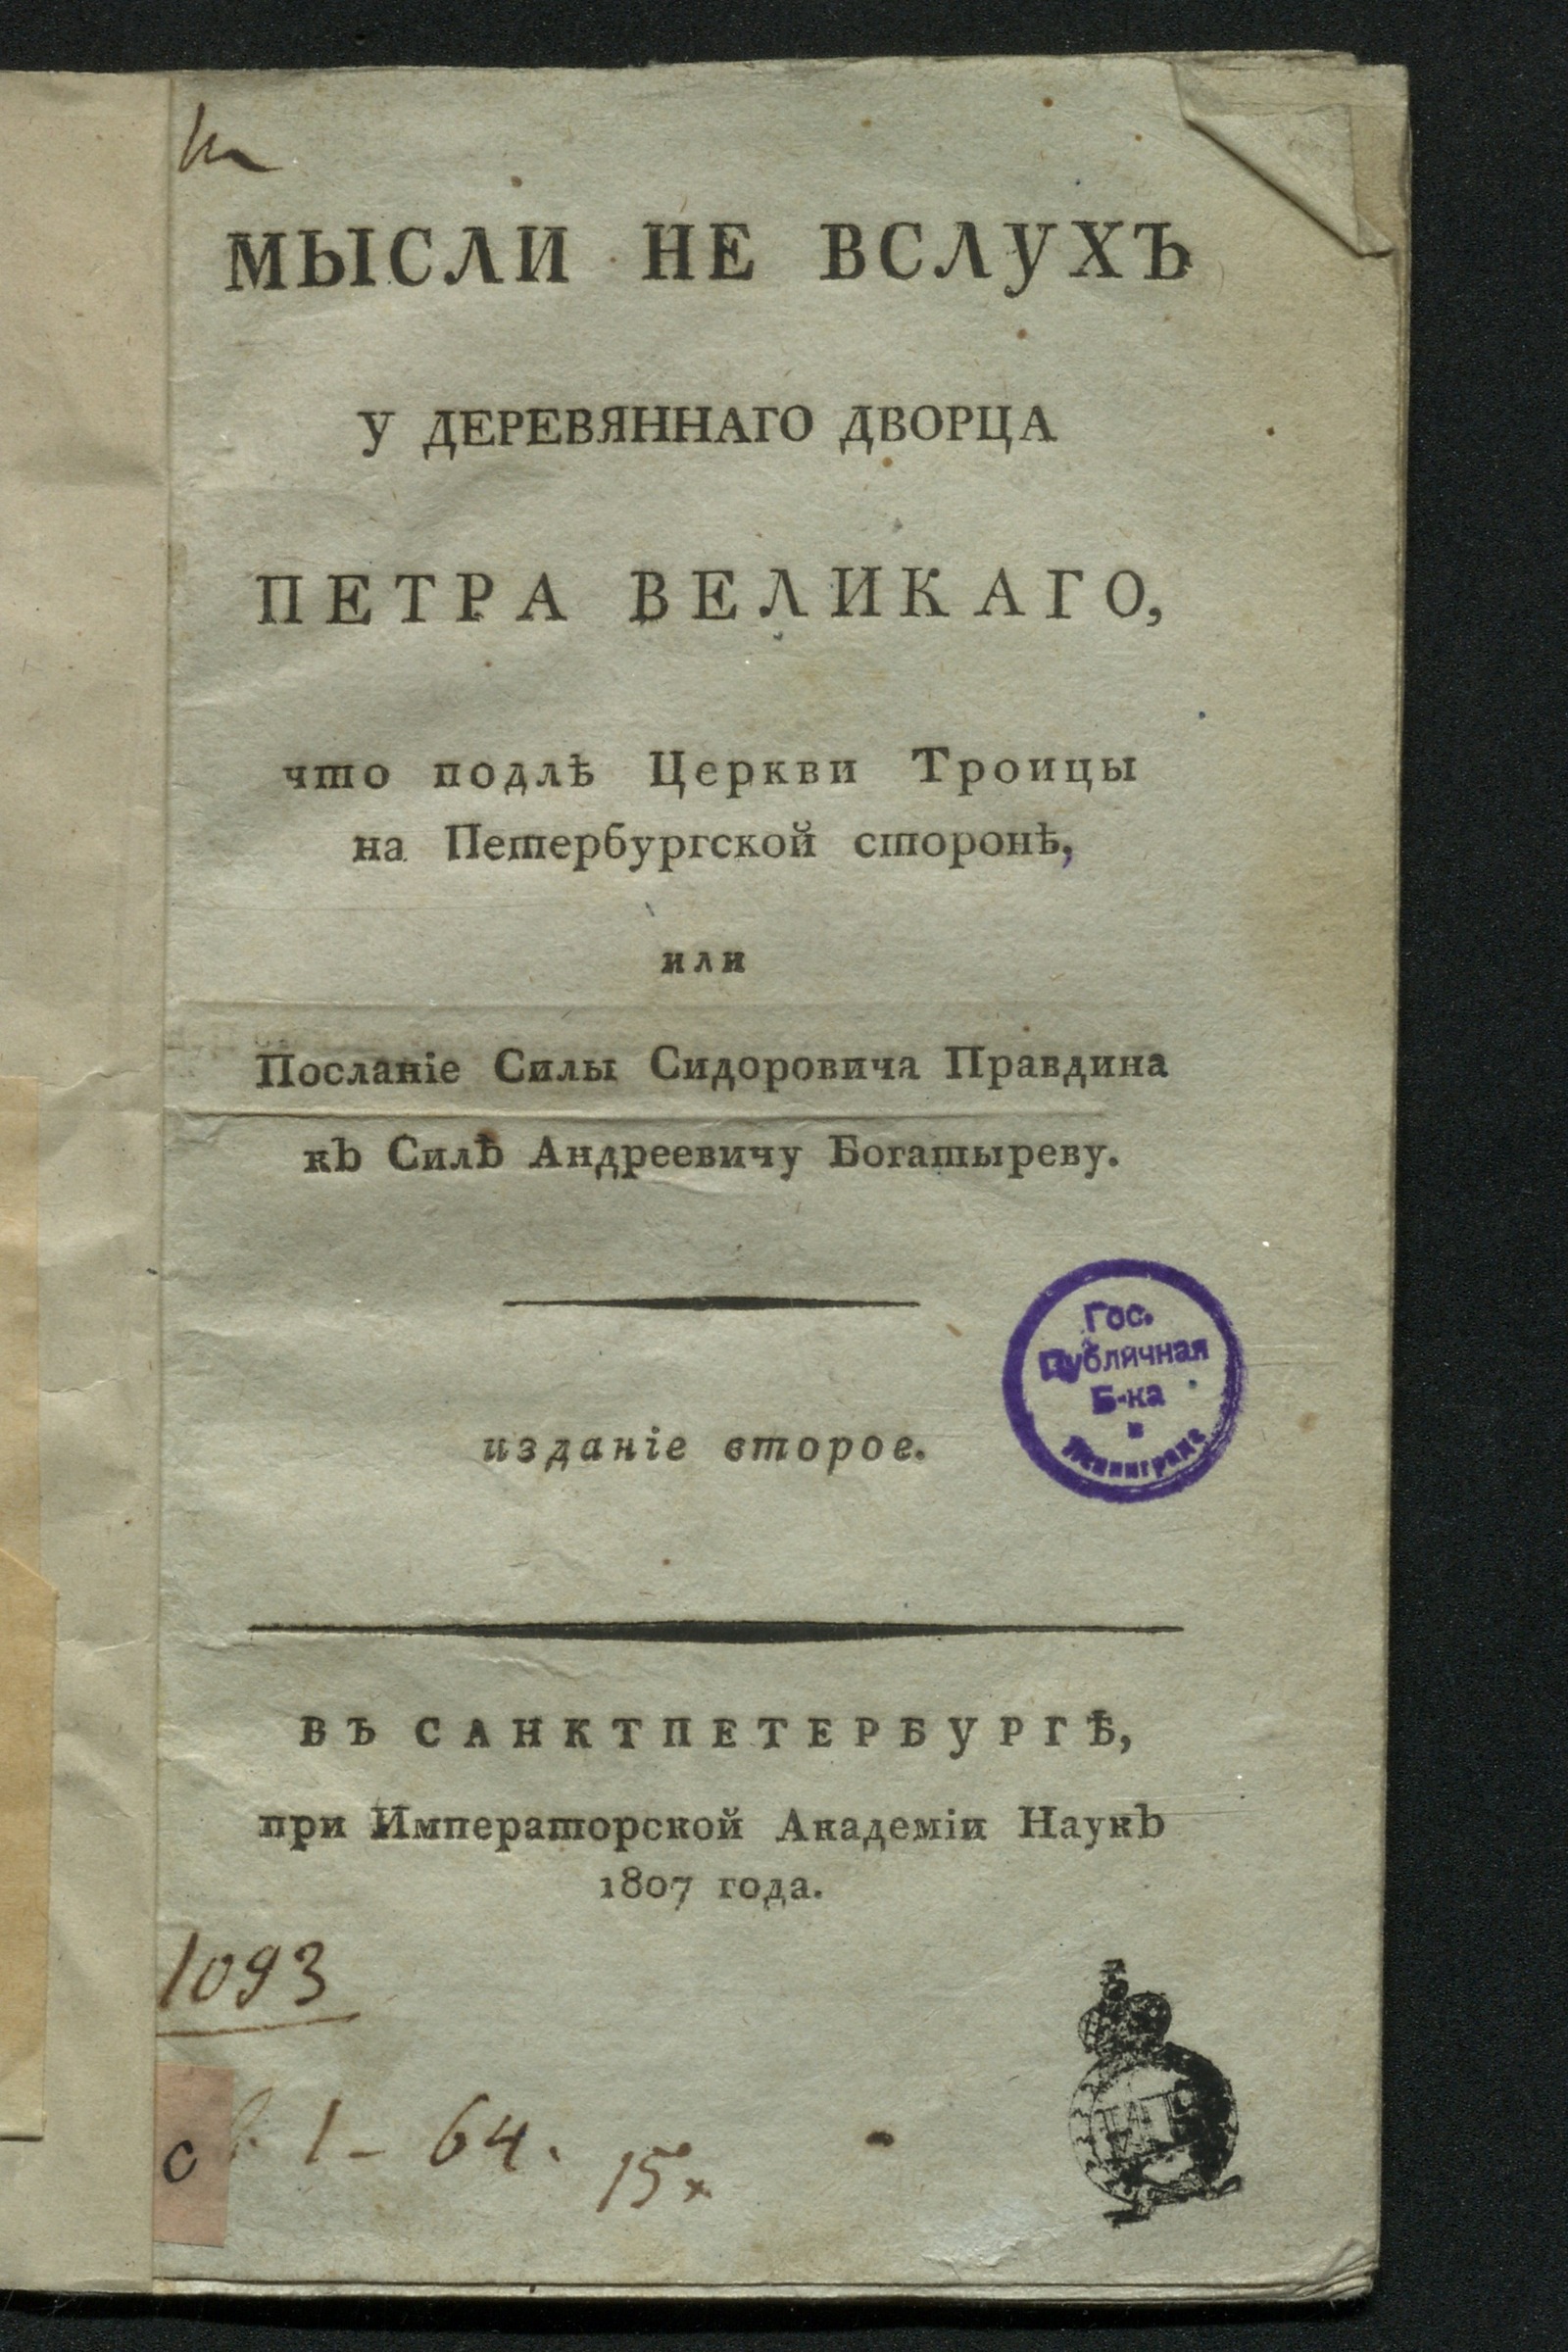 МЫСЛИ НЕ ВСЛУХЪ
У ДЕРЕВЯННАГО ДВОРЦА
ПЕТРА ВЕЛИКАГО,
что подлѣ Церкви Троицы
на Петербургской сторонѣ,
или
Посланіе Силы Сидоровича Правдина
къ Силѣ Андреевичу Богатыреву.
Гос.
Публичная
Б-ка
Ленинград
изданіе второе.
ВЪ САНКТПЕТЕРБУРГѢ,
при Императорской Академіи Наукъ
1807 года.
1093
с
1-64.
15